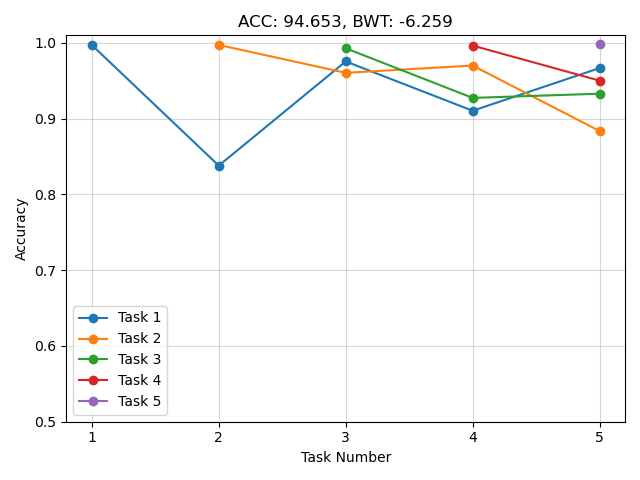 ACC: 94.653, BWT: -6.259
1.0
0.9
0.8
0.7
0.6
0.5
Accuracy
Task 1
Task 2
Task 3
Task 4
Task 5
1 2 3 4 5
Task Number